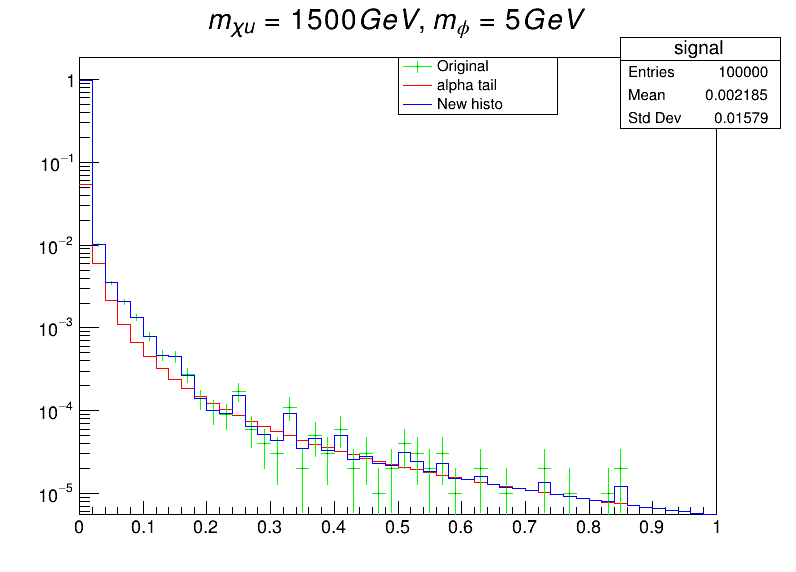 m_χu = 1500GeV, m_ϕ = 5GeV
signal
Entries 100000
Mean 0.002185
Std Dev 0.01579
Original
alpha tail
New histo
1
10⁻¹
10⁻²
10⁻³
10⁻⁴
10⁻⁵
0 0.1 0.2 0.3 0.4 0.5 0.6 0.7 0.8 0.9 1